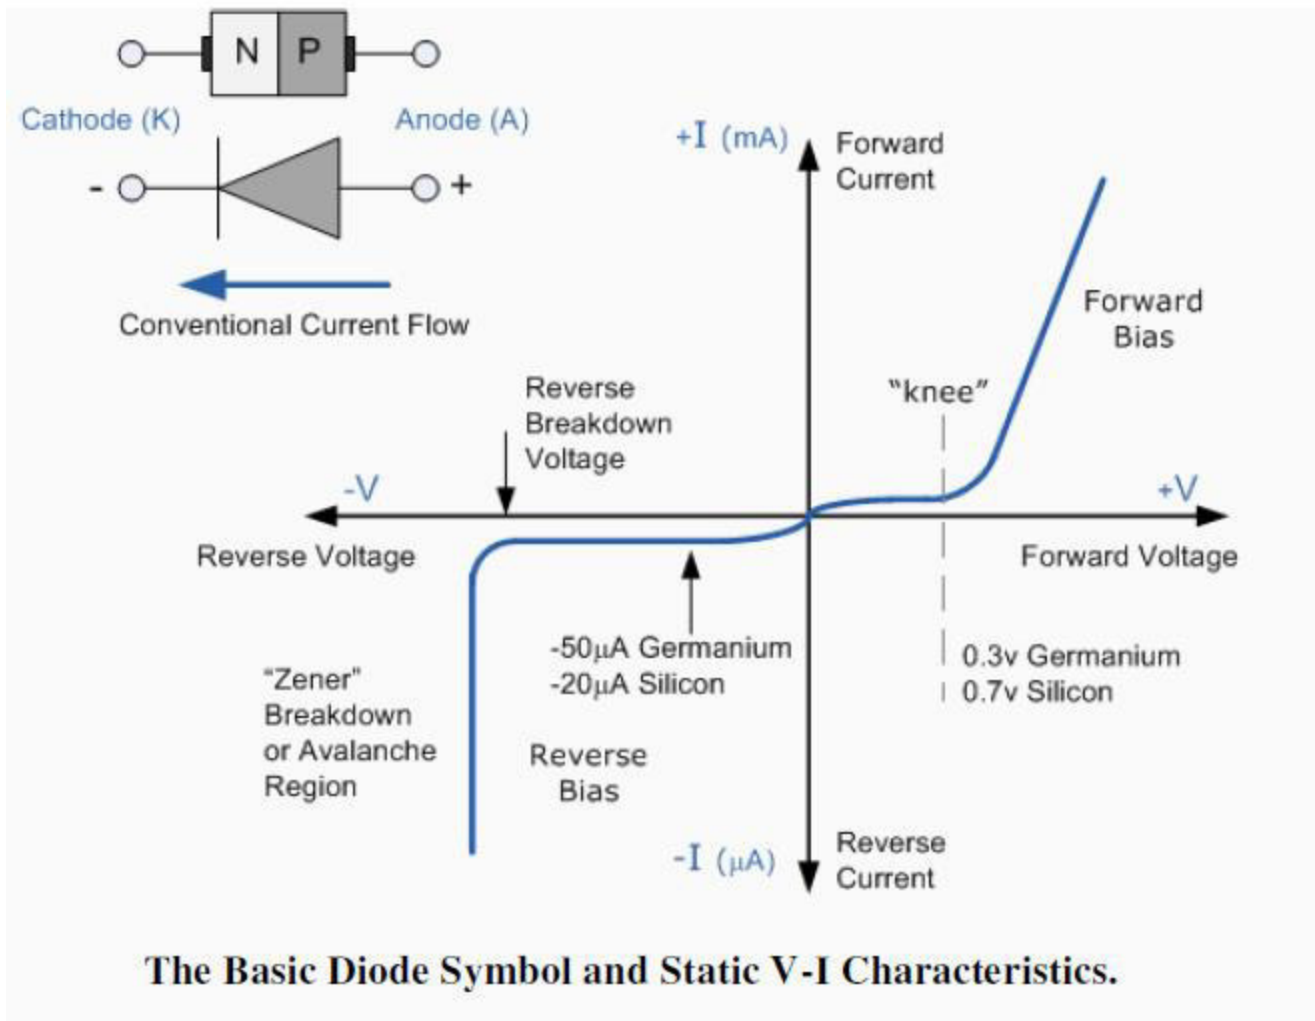 N P
Cathode (K)
Anode (A)
- +
Conventional Current Flow
+I (mA)
Forward
Current
Forward
Bias
“knee”
Reverse
Breakdown
Voltage
-V
+V
Reverse Voltage
Forward Voltage
-50µA Germanium
-20µA Silicon
0.3v Germanium
0.7v Silicon
“Zener”
Breakdown
or Avalanche
Region
Reverse
Bias
-I (µA)
Reverse
Current
The Basic Diode Symbol and Static V-I Characteristics.